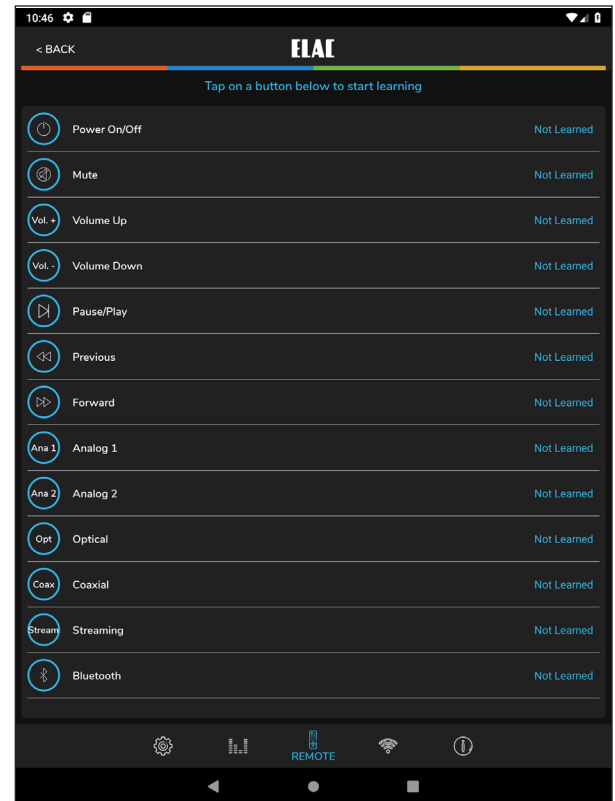 10:46
< BACK
ELAC
Tap on a button below to start learning
Power On/Off Not Learned
Mute Not Learned
Vol. + Volume Up Not Learned
Vol. - Volume Down Not Learned
Pause/Play Not Learned
Previous Not Learned
Forward Not Learned
Ana 1 Analog 1 Not Learned
Ana 2 Analog 2 Not Learned
Opt Optical Not Learned
Coax Coaxial Not Learned
Stream Streaming Not Learned
Bluetooth Not Learned
REMOTE